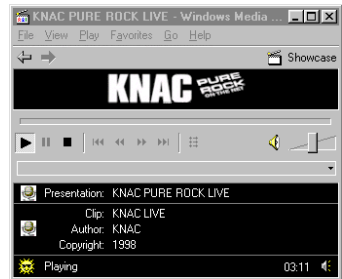 KNAC PURE ROCK LIVE - Windows Media ...
File View Play Favorites Go Help
Showcase
KNAC PURE ROCK ON THE NET
Presentation: KNAC PURE ROCK LIVE
Clip: KNAC LIVE
Author: KNAC
Copyright: 1998
Playing 03:11